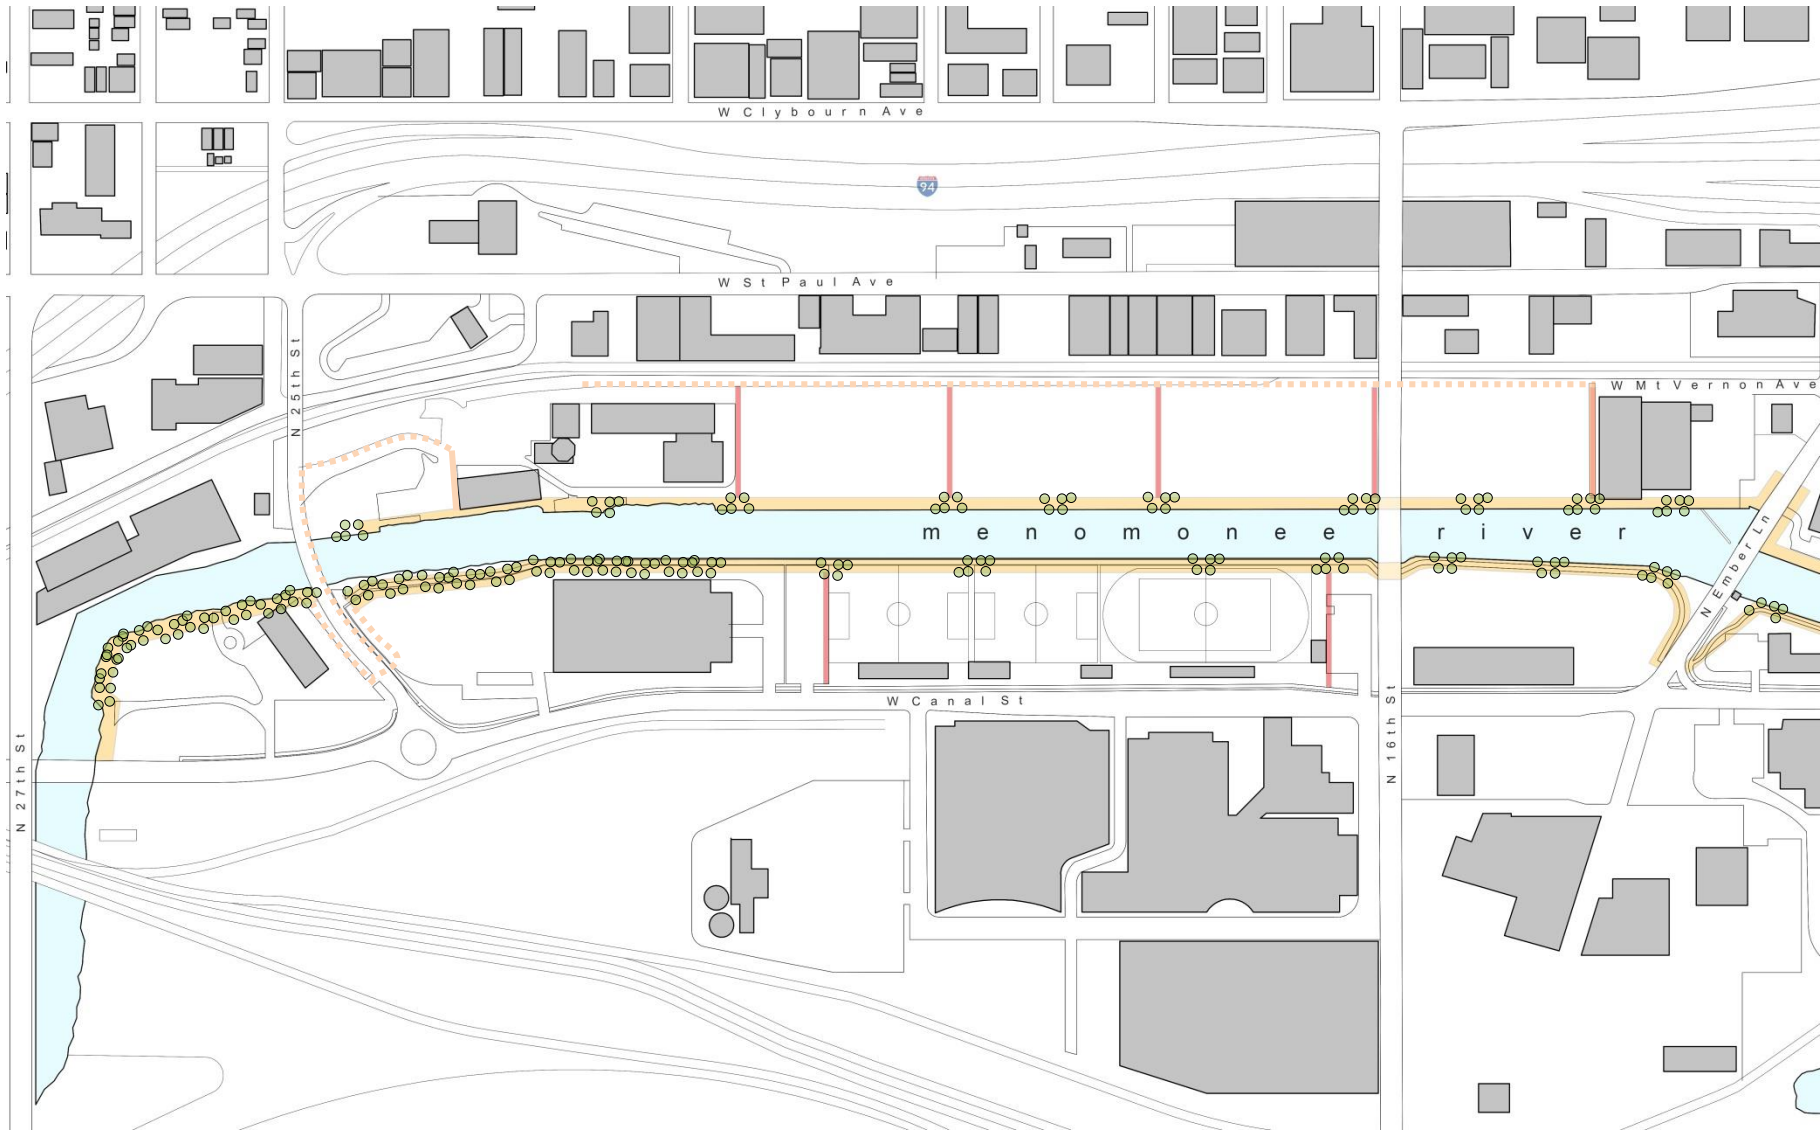 W Clybourn Ave
94
W St Paul Ave
N 25th St
W Mt Vernon Ave
menomonee river
N Ember Ln
W Canal St
N 16th St
N 27th St